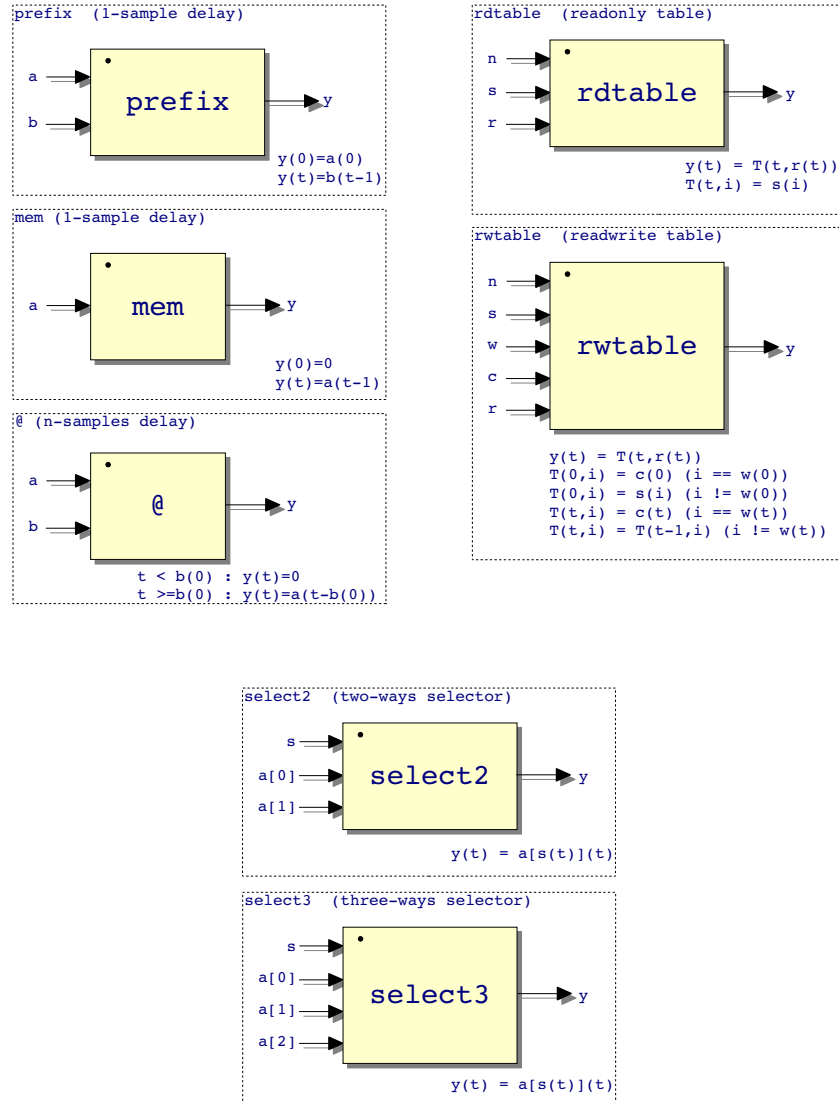 prefix (1-sample delay)
a
b
prefix
y
y(0)=a(0)
y(t)=b(t-1)
mem (1-sample delay)
a
mem
y
y(0)=0
y(t)=a(t-1)
@ (n-samples delay)
a
b
@
y
t < b(0) : y(t)=0
t >=b(0) : y(t)=a(t-b(0))
rdtable (readonly table)
n
s
r
rdtable
y
y(t) = T(t,r(t))
T(t,i) = s(i)
rwtable (readwrite table)
n
s
w
c
r
rwtable
y
y(t) = T(t,r(t))
T(0,i) = c(0) (i == w(0))
T(0,i) = s(i) (i != w(0))
T(t,i) = c(t) (i == w(t))
T(t,i) = T(t-1,i) (i != w(t))
select2 (two-ways selector)
s
a[0]
a[1]
select2
y
y(t) = a[s(t)](t)
select3 (three-ways selector)
s
a[0]
a[1]
a[2]
select3
y
y(t) = a[s(t)](t)